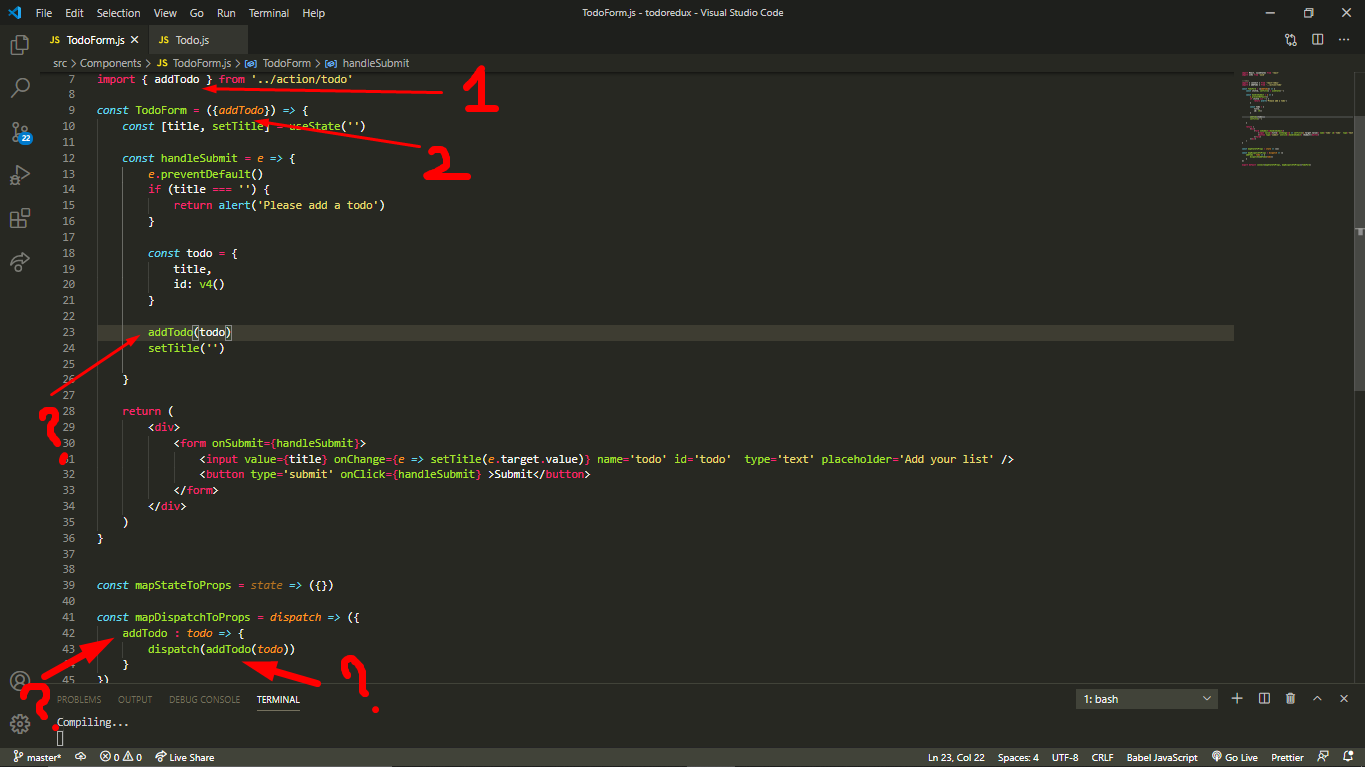 File Edit Selection View Go Run Terminal Help TodoForm.js - todoredux - Visual Studio Code
JS TodoForm.js JS Todo.js
src > Components > JS TodoForm.js > TodoForm > handleSubmit
7 import { addTodo } from '../action/todo'
1
8
9 const TodoForm = ({addTodo}) => {
10 const [title, setTitle] = useState('')
2
11
12 const handleSubmit = e => {
13 e.preventDefault()
14 if (title === '') {
15 return alert('Please add a todo')
16 }
17
18 const todo = {
19 title,
20 id: v4()
21 }
22
22
23 addTodo(todo)
24 setTitle('')
25
26 }
27
28 return (
?
29 <div>
30 <form onSubmit={handleSubmit}>
31 <input value={title} onChange={e => setTitle(e.target.value)} name='todo' id='todo'  type='text' placeholder='Add your list' />
32 <button type='submit' onClick={handleSubmit} >Submit</button>
33 </form>
34 </div>
35 )
36 }
37
38
39 const mapStateToProps = state => ({})
40
41 const mapDispatchToProps = dispatch => ({
42 addTodo : todo => {
43 dispatch(addTodo(todo))
44 }
45 })
? ?
PROBLEMS OUTPUT DEBUG CONSOLE TERMINAL 1: bash
Compiling...
master* 0 0 Live Share Ln 23, Col 22 Spaces: 4 UTF-8 CRLF Babel JavaScript Go Live Prettier